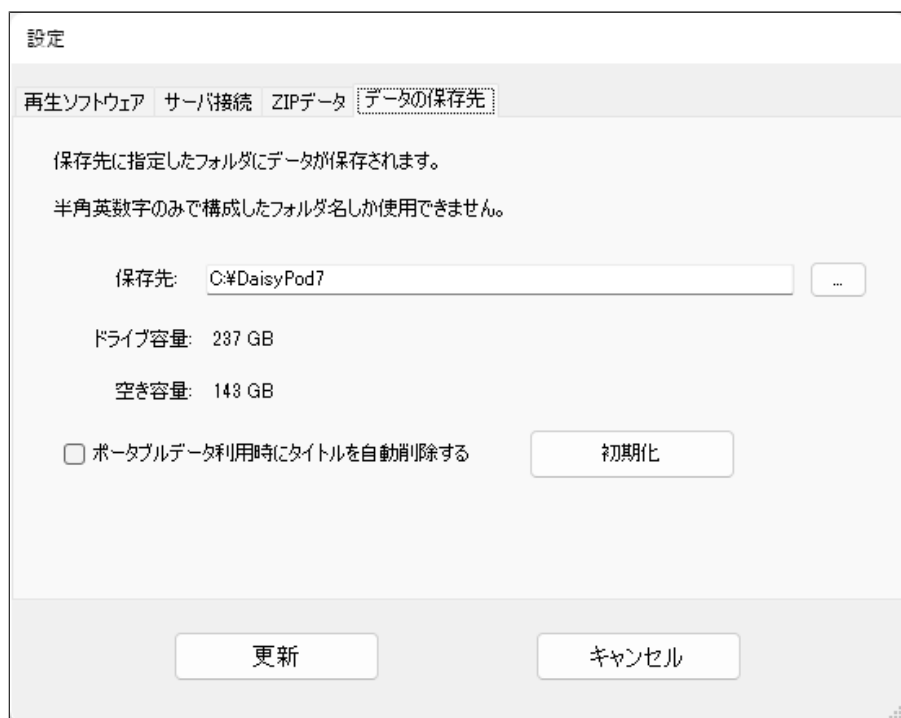 設定
再生ソフトウェア サーバ接続 ZIPデータ データの保存先
保存先に指定したフォルダにデータが保存されます。
半角英数字のみで構成したフォルダ名しか使用できません。
保存先: C:¥DaisyPod7 ...
ドライブ容量: 237 GB
空き容量: 143 GB
ポータブルデータ利用時にタイトルを自動削除する 初期化
更新 キャンセル